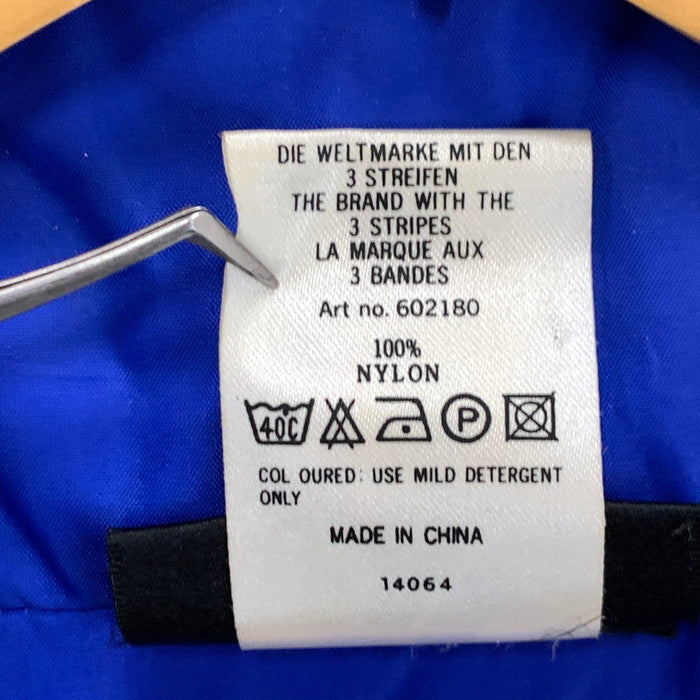 DIE WELTMARKE MIT DEN
3 STREIFEN
THE BRAND WITH THE
3 STRIPES
LA MARQUE AUX
3 BANDES
Art no. 602180
100%
NYLON
40C P
COL OURED: USE MILD DETERGENT
ONLY
MADE IN CHINA
14064